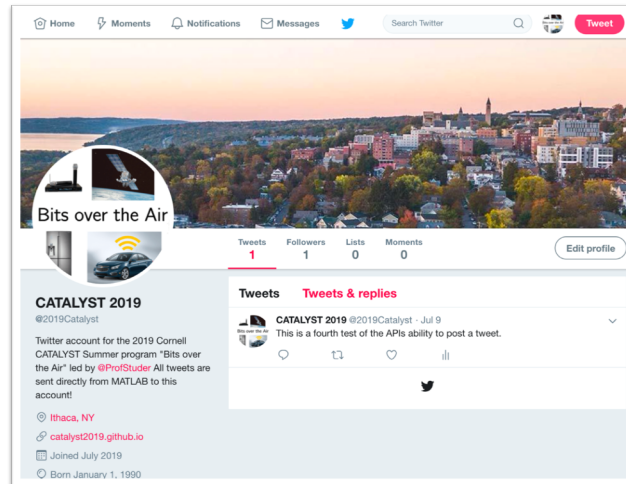 Home Moments Notifications Messages Search Twitter Tweet
Bits over the Air
Tweets Followers Lists Moments
1 1 0 0
Edit profile
CATALYST 2019
@2019Catalyst
Twitter account for the 2019 Cornell
CATALYST Summer program "Bits over
the Air" led by @ProfStuder All tweets are
sent directly from MATLAB to this
account!
Ithaca, NY
catalyst2019.github.io
Joined July 2019
Born January 1, 1990
Tweets Tweets & replies
CATALYST 2019 @2019Catalyst · Jul 9
This is a fourth test of the APIs ability to post a tweet.
Bits over the Air